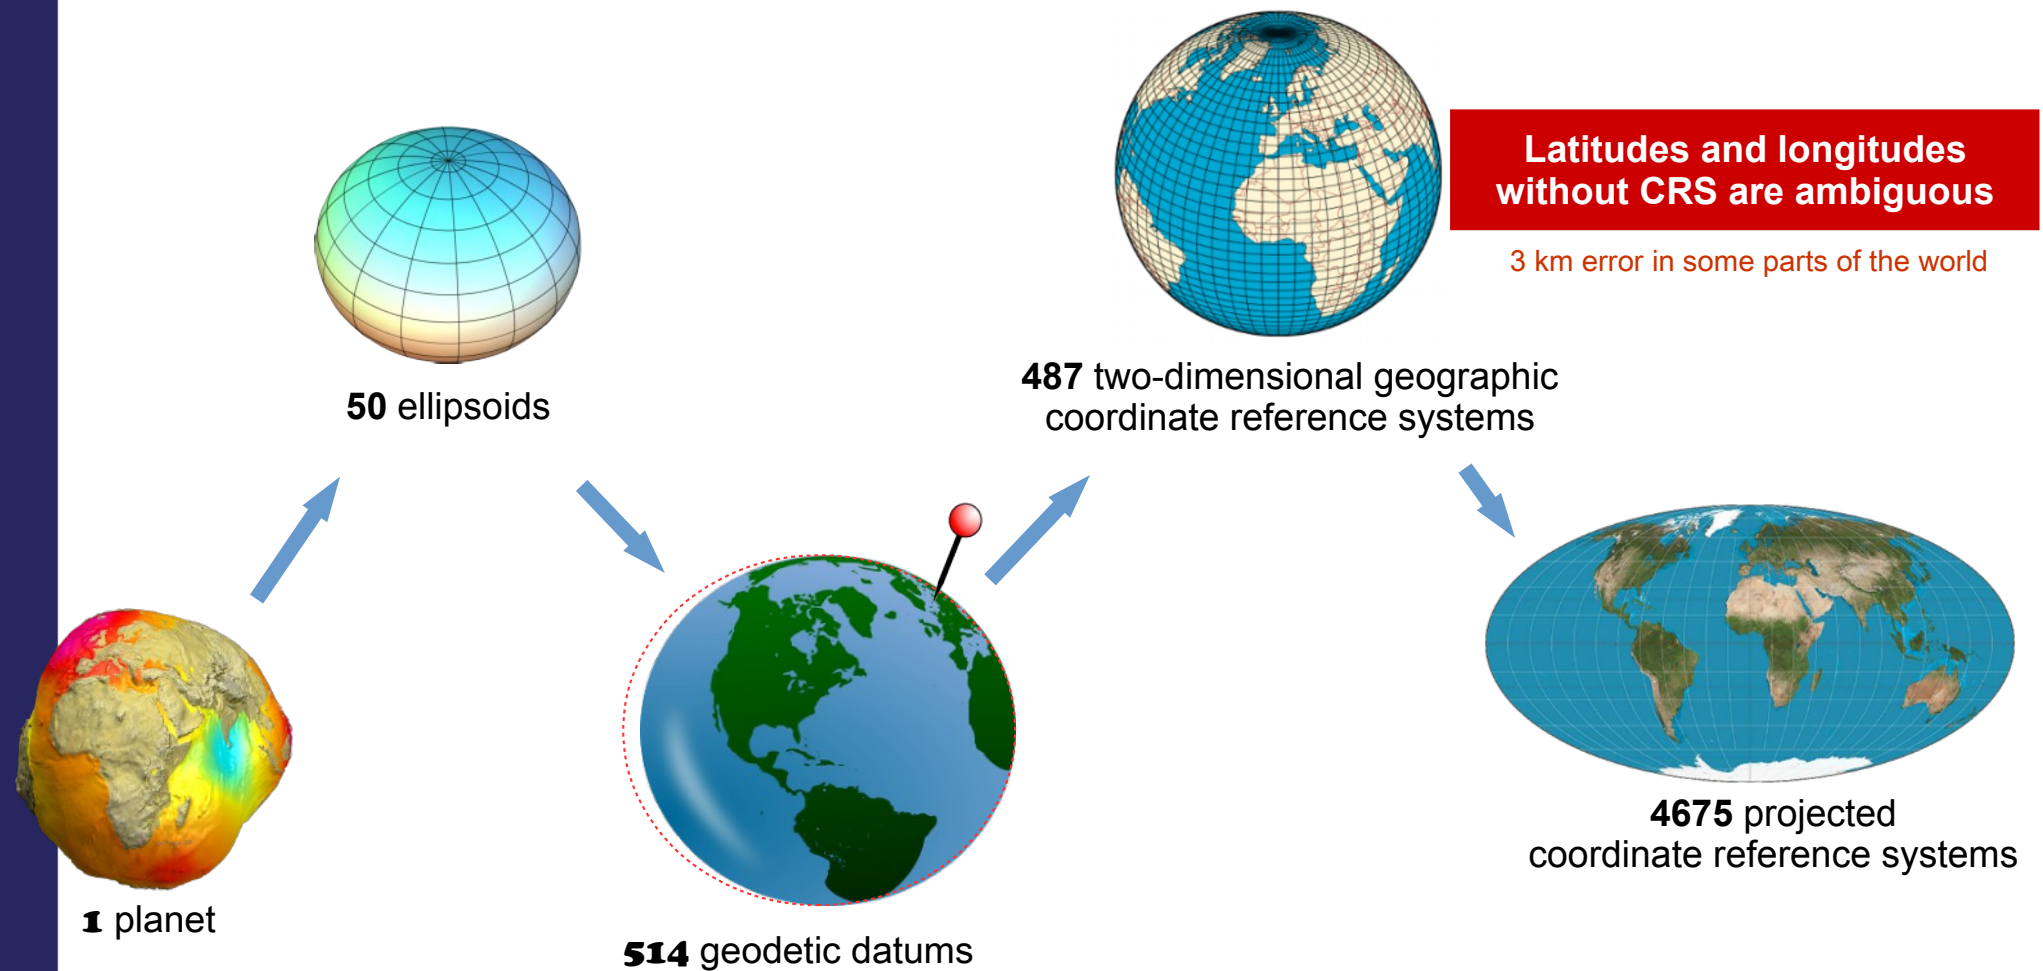 1 planet
50 ellipsoids
514 geodetic datums
487 two-dimensional geographic
coordinate reference systems
Latitudes and longitudes
without CRS are ambiguous
3 km error in some parts of the world
4675 projected
coordinate reference systems